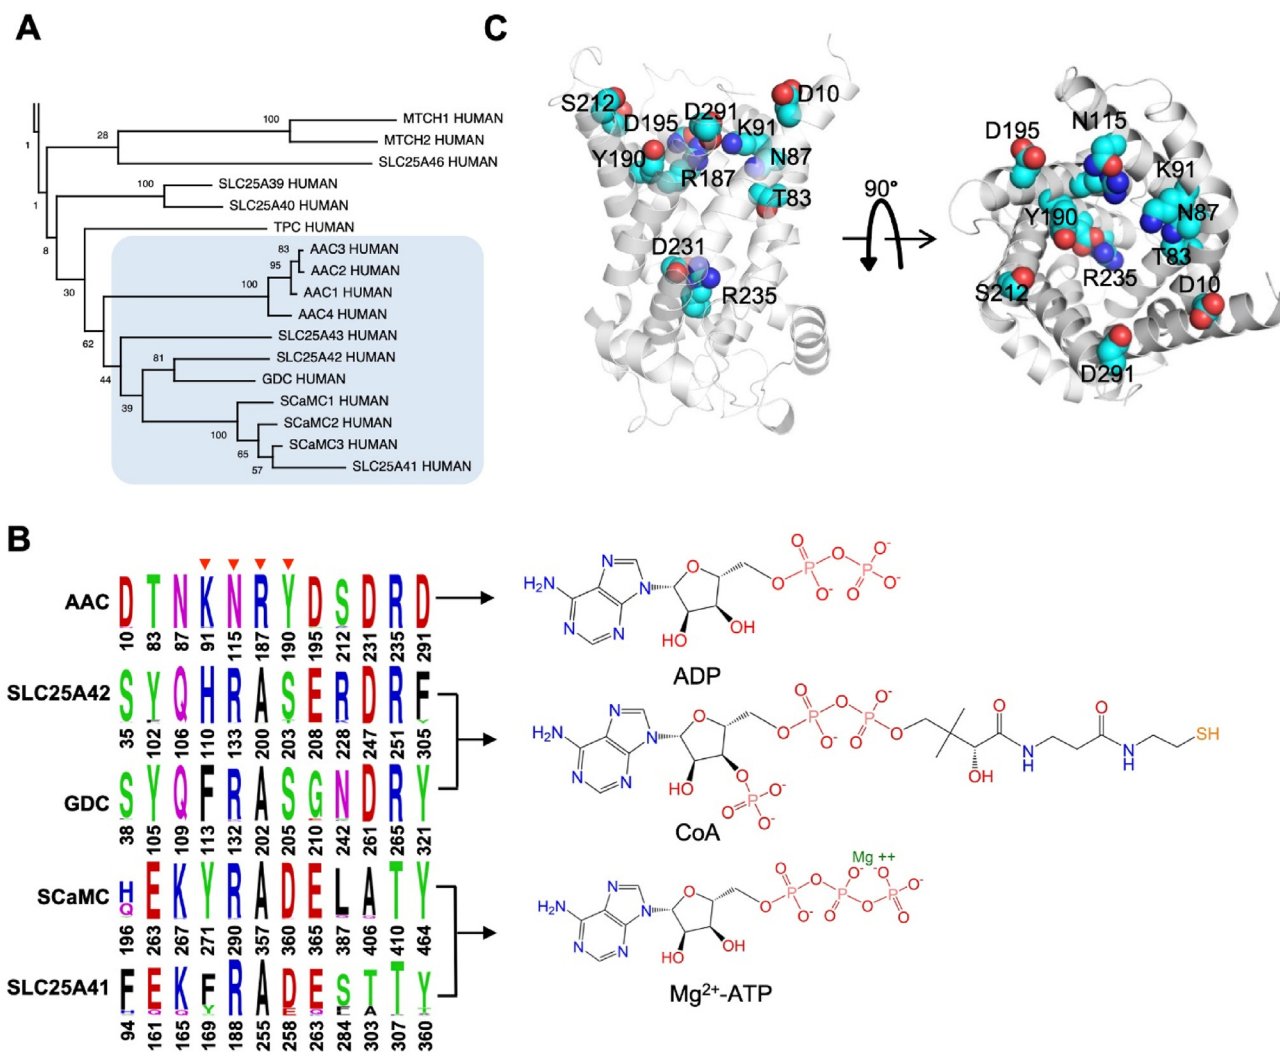 A
C
1
1
8
30
62
44
39
28
100
MTCH1 HUMAN
MTCH2 HUMAN
SLC25A46 HUMAN
100
SLC25A39 HUMAN
SLC25A40 HUMAN
TPC HUMAN
83
AAC3 HUMAN
95
AAC2 HUMAN
100
AAC1 HUMAN
AAC4 HUMAN
SLC25A43 HUMAN
81
SLC25A42 HUMAN
GDC HUMAN
SCaMC1 HUMAN
100
SCaMC2 HUMAN
65
SCaMC3 HUMAN
57
SLC25A41 HUMAN
S212
D195
D291
D10
K91
Y190
N87
R187
T83
D231
R235
90°
D195
N115
K91
Y190
N87
T83
R235
S212
D10
D291
B
AAC
D T N K N R Y D S D R D
10 83 87 91 115 187 190 195 212 231 235 291
SLC25A42
S Y Q H R A S E R D R F
35 102 106 110 133 200 203 208 228 247 251 305
GDC
S Y Q F R A S G N D R Y
38 105 109 113 132 202 205 210 242 261 265 321
SCaMC
H E K Y R A D E L A T Y
Q
196 263 267 271 290 357 360 365 387 406 410 464
SLC25A41
F E K F R A D E S T T Y
94 161 165 169 188 255 258 263 284 303 307 360
H2N N N N N O HO OH O P O O- O P O O- O-
ADP
H2N N N N N O HO O P O O- O- O P O O- O P O O- O OH O N H O N H SH
CoA
Mg ++
H2N N N N N O HO OH O P O O- O P O O- O P O O- O-
Mg2+-ATP